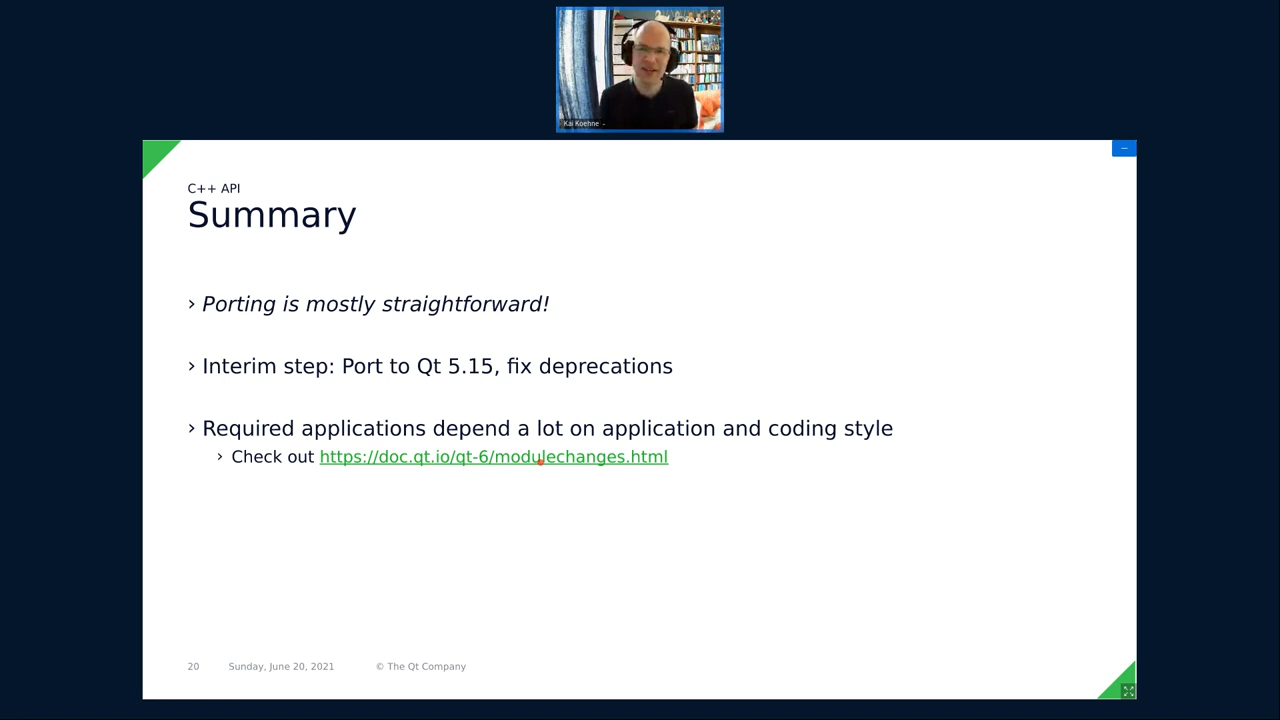 Kai Koehne
C++ API
Summary
› Porting is mostly straightforward!
› Interim step: Port to Qt 5.15, fix deprecations
› Required applications depend a lot on application and coding style
› Check out https://doc.qt.io/qt-6/modulechanges.html
20 Sunday, June 20, 2021 © The Qt Company